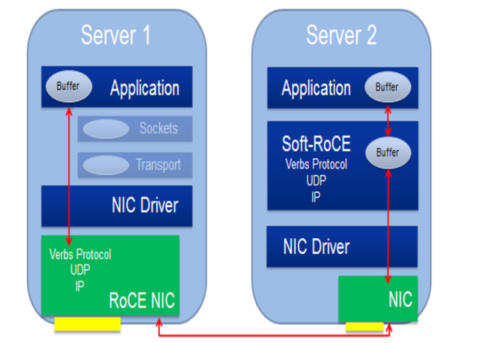 Server 1
Buffer
Application
Sockets
Transport
NIC Driver
Verbs Protocol
UDP
IP
RoCE NIC
Server 2
Application
Buffer
Soft-RoCE
Buffer
Verbs Protocol
UDP
IP
NIC Driver
NIC